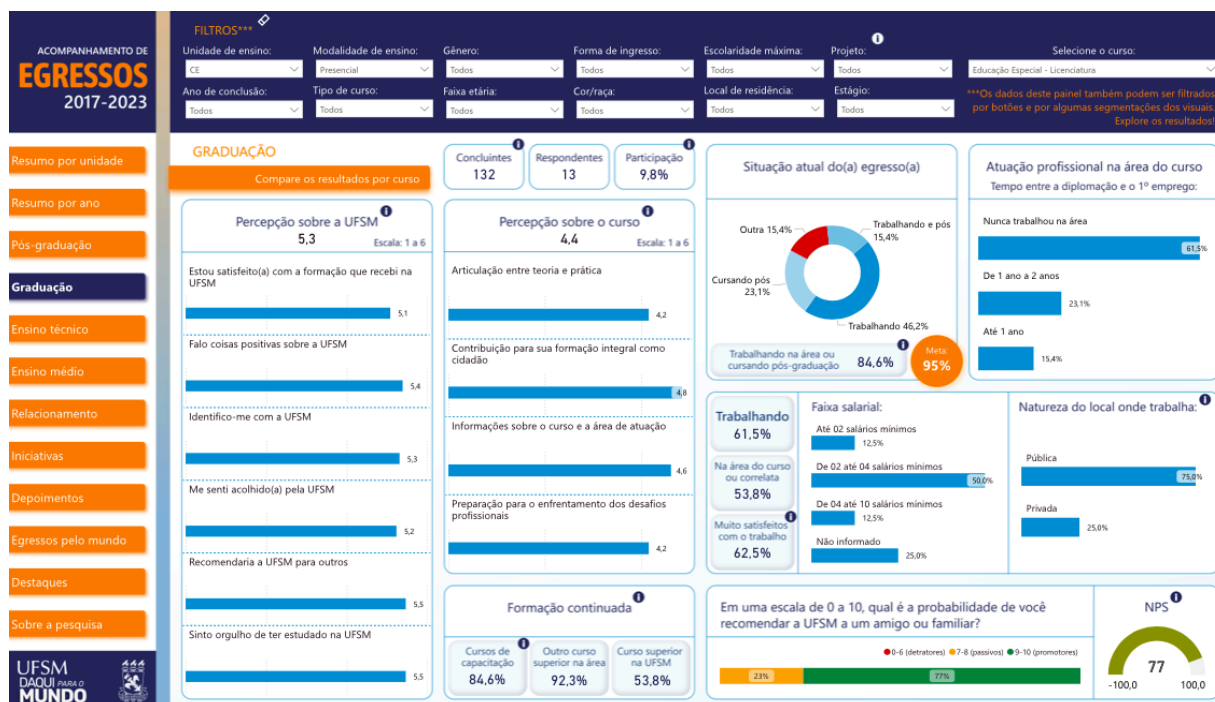 ACOMPANHAMENTO DE
EGRESSOS
2017-2023
FILTROS***
Unidade de ensino:
CE
Modalidade de ensino:
Presencial
Gênero:
Todos
Forma de ingresso:
Todos
Escolaridade máxima:
Todos
Projeto:
Todos
Selecione o curso:
Educação Especial - Licenciatura
Ano de conclusão:
Todos
Tipo de curso:
Todos
Faixa etária:
Todos
Cor/raça:
Todos
Local de residência:
Todos
Estágio:
Todos
***Os dados deste painel também podem ser filtrados
por botões e por algumas segmentações dos visuais.
Explore os resultados!
Resumo por unidade
Resumo por ano
Pós-graduação
Graduação
Ensino técnico
Ensino médio
Relacionamento
Iniciativas
Depoimentos
Egressos pelo mundo
Destaques
Sobre a pesquisa
UFSM
DAQUI PARA O
MUNDO
GRADUAÇÃO
Compare os resultados por curso
Concluintes
132
Respondentes
13
Participação
9,8%
Percepção sobre a UFSM
5,3
Escala: 1 a 6
Estou satisfeito(a) com a formação que recebi na
UFSM
5,1
Falo coisas positivas sobre a UFSM
5,4
Identifico-me com a UFSM
5,3
Me senti acolhido(a) pela UFSM
5,2
Recomendaria a UFSM para outros
5,5
Sinto orgulho de ter estudado na UFSM
5,5
Percepção sobre o curso
4,4
Escala: 1 a 6
Articulação entre teoria e prática
4,2
Contribuição para sua formação integral como
cidadão
4,8
Informações sobre o curso e a área de atuação
4,6
Preparação para o enfrentamento dos desafios
profissionais
4,2
Formação continuada
Cursos de
capacitação
84,6%
Outro curso
superior na área
92,3%
Curso superior
na UFSM
53,8%
Situação atual do(a) egresso(a)
Outra 15,4%
Trabalhando e pós
15,4%
Cursando pós
23,1%
Trabalhando 46,2%
Trabalhando na área ou
cursando pós-graduação
84,6%
Meta:
95%
Atuação profissional na área do curso
Tempo entre a diplomação e o 1º emprego:
Nunca trabalhou na área
61,5%
De 1 ano a 2 anos
23,1%
Até 1 ano
15,4%
Trabalhando
61,5%
Na área do curso
ou correlata
53,8%
Muito satisfeitos
com o trabalho
62,5%
Faixa salarial:
Até 02 salários mínimos
12,5%
De 02 até 04 salários mínimos
50,0%
De 04 até 10 salários mínimos
12,5%
Não informado
25,0%
Natureza do local onde trabalha:
Pública
75,0%
Privada
25,0%
Em uma escala de 0 a 10, qual é a probabilidade de você
recomendar a UFSM a um amigo ou familiar?
0-6 (detratores) 7-8 (passivos) 9-10 (promotores)
23%
77%
NPS
77
-100,0
100,0